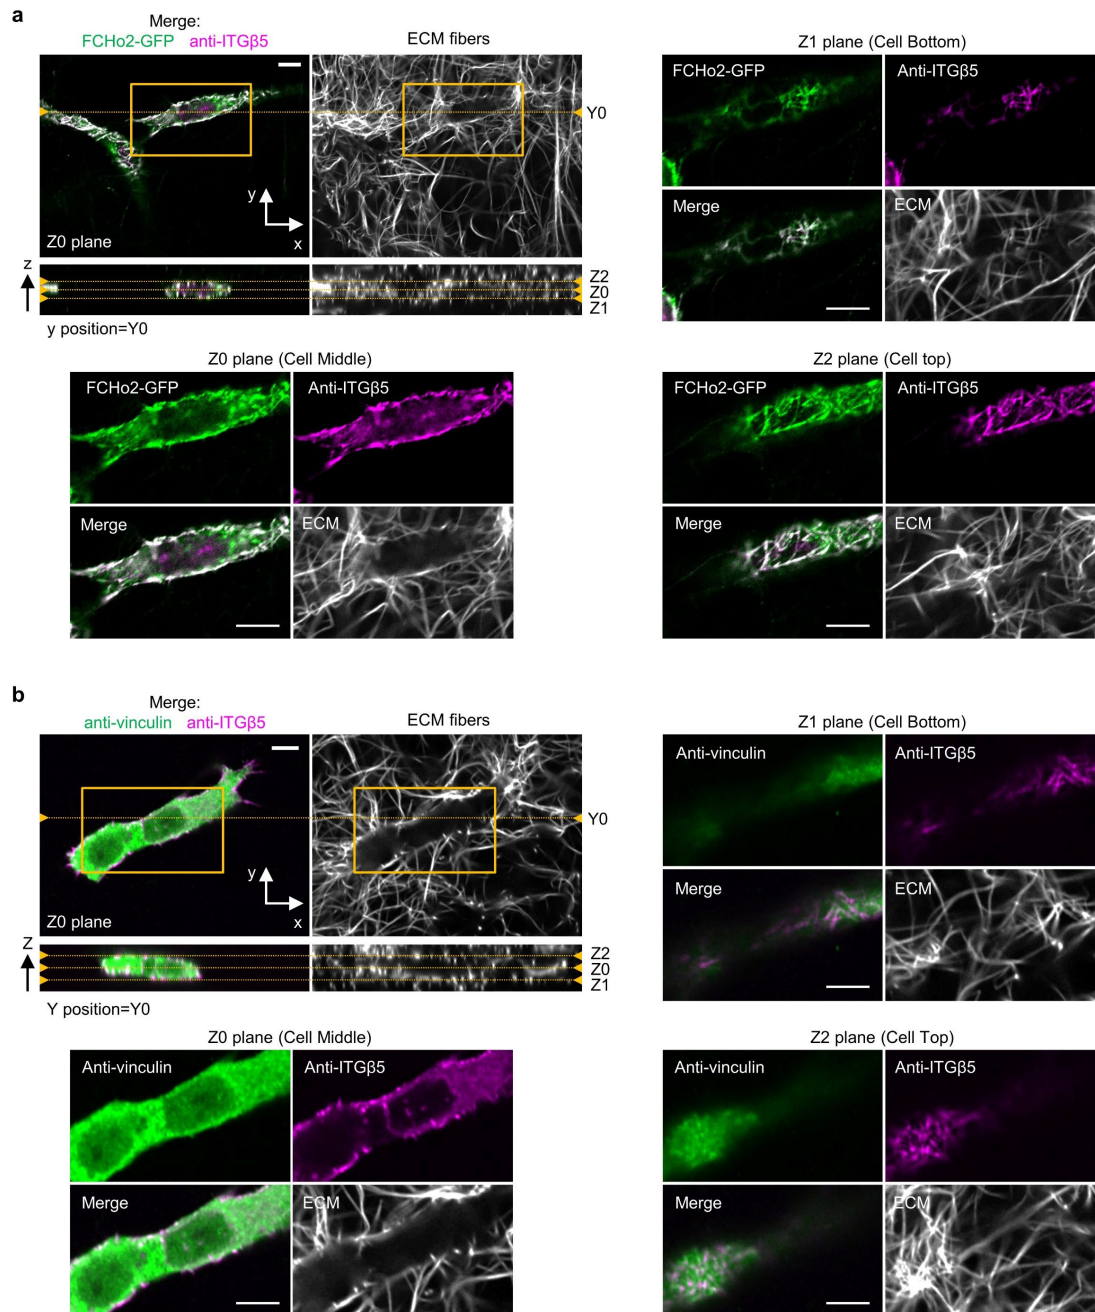 a
Merge:
FCHo2-GFP anti-ITGβ5
ECM fibers
Y0
y
x
Z0 plane
z
Z2
Z0
Z1
y position=Y0
Z1 plane (Cell Bottom)
FCHo2-GFP
Anti-ITGβ5
Merge
ECM
Z0 plane (Cell Middle)
FCHo2-GFP
Anti-ITGβ5
Merge
ECM
Z2 plane (Cell top)
FCHo2-GFP
Anti-ITGβ5
Merge
ECM
b
Merge:
anti-vinculin anti-ITGβ5
ECM fibers
Y0
y
x
Z0 plane
Z
Z2
Z0
Z1
Y position=Y0
Z1 plane (Cell Bottom)
Anti-vinculin
Anti-ITGβ5
Merge
ECM
Z0 plane (Cell Middle)
Anti-vinculin
Anti-ITGβ5
Merge
ECM
Z2 plane (Cell Top)
Anti-vinculin
Anti-ITGβ5
Merge
ECM